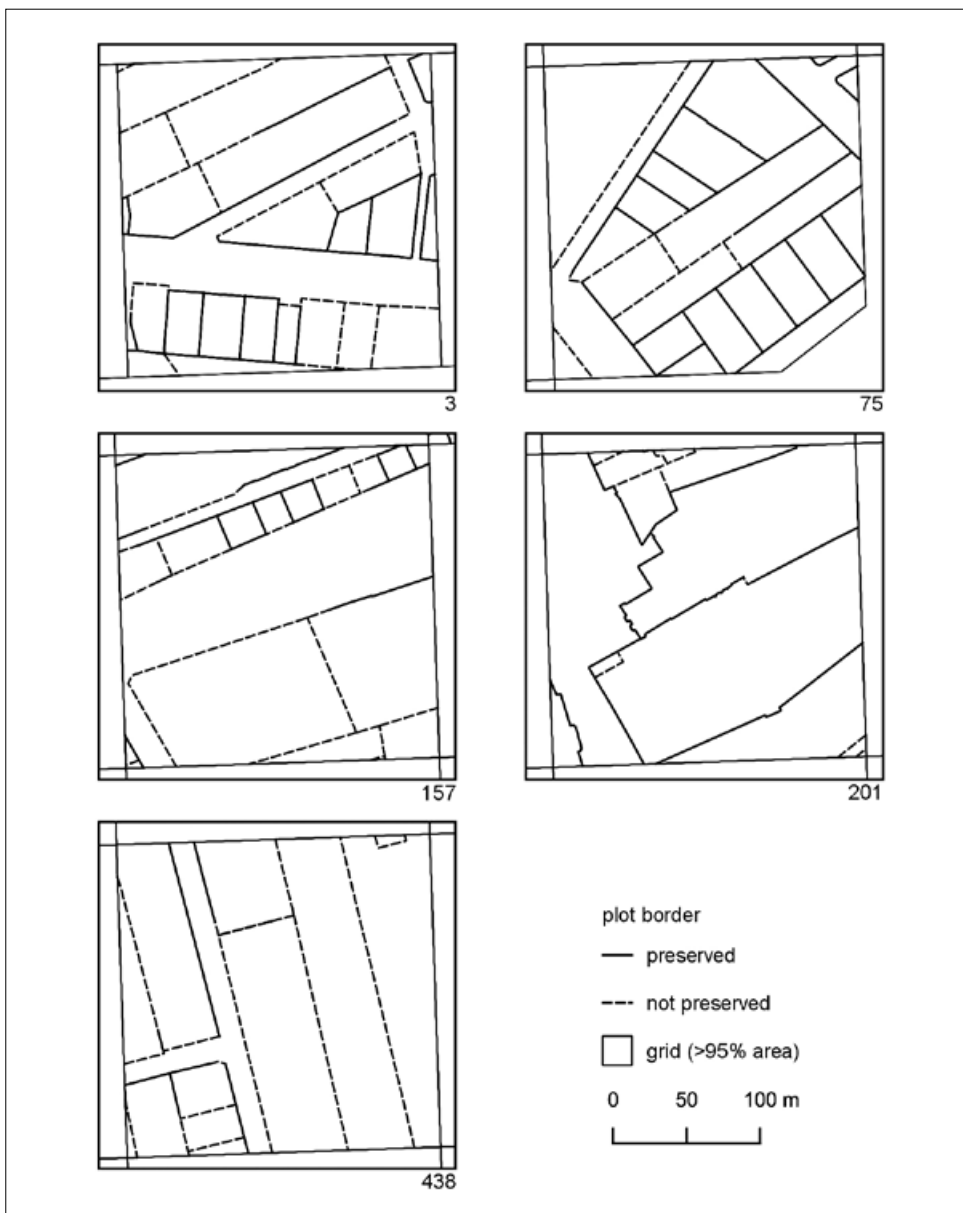 3
75
157
201
438
plot border
preserved
not preserved
grid (>95% area)
0 50 100 m